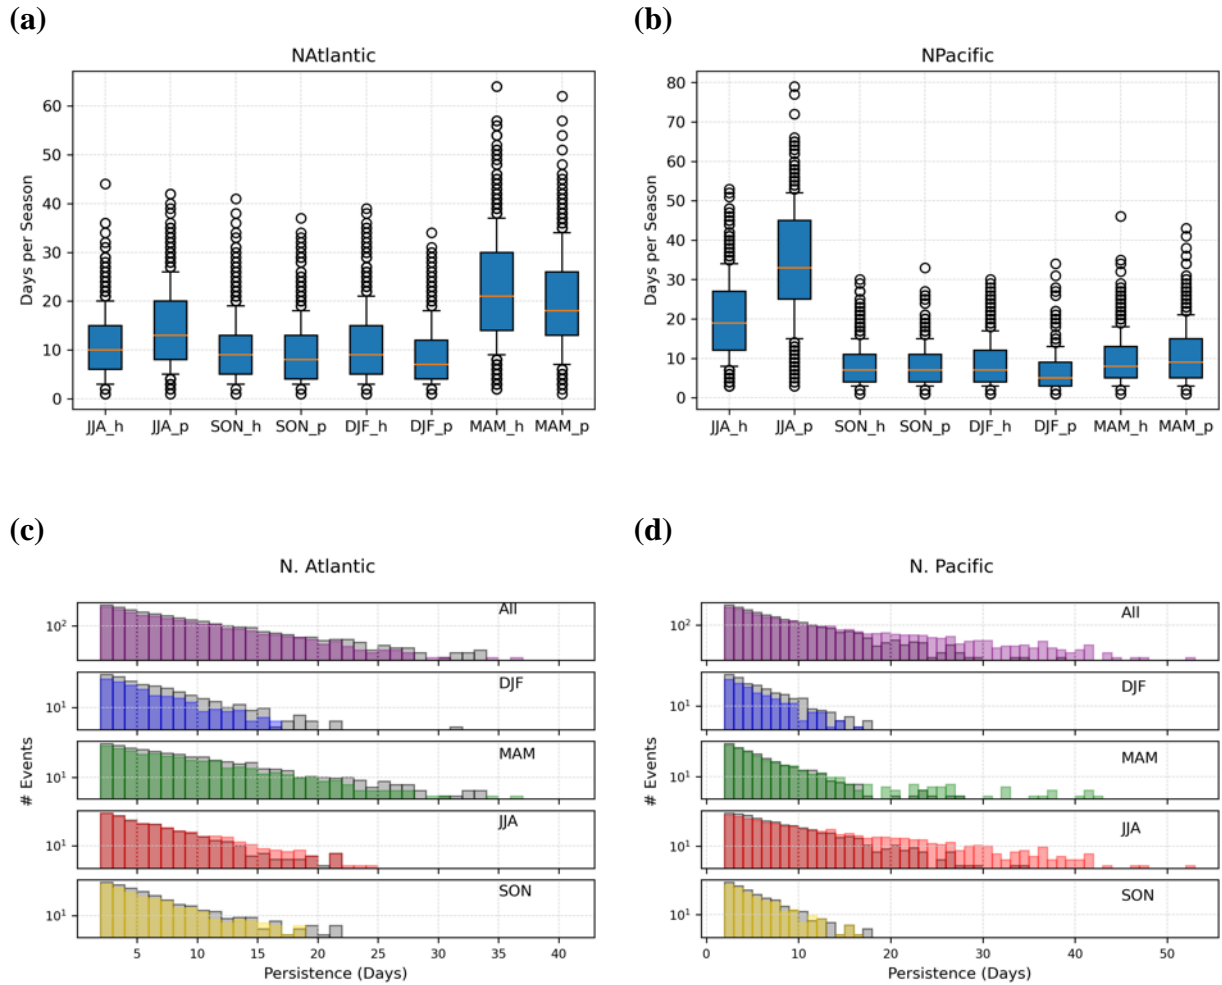 (a)
NAtlantic
Days per Season
60
50
40
30
20
10
0
JJA_h JJA_p SON_h SON_p DJF_h DJF_p MAM_h MAM_p
(b)
NPacific
Days per Season
80
70
60
50
40
30
20
10
0
JJA_h JJA_p SON_h SON_p DJF_h DJF_p MAM_h MAM_p
(c)
N. Atlantic
# Events
All
10²
DJF
10¹
MAM
10¹
JJA
10¹
SON
10¹
5 10 15 20 25 30 35 40
Persistence (Days)
(d)
N. Pacific
# Events
All
10²
DJF
10¹
MAM
10¹
JJA
10¹
SON
10¹
0 10 20 30 40 50
Persistence (Days)